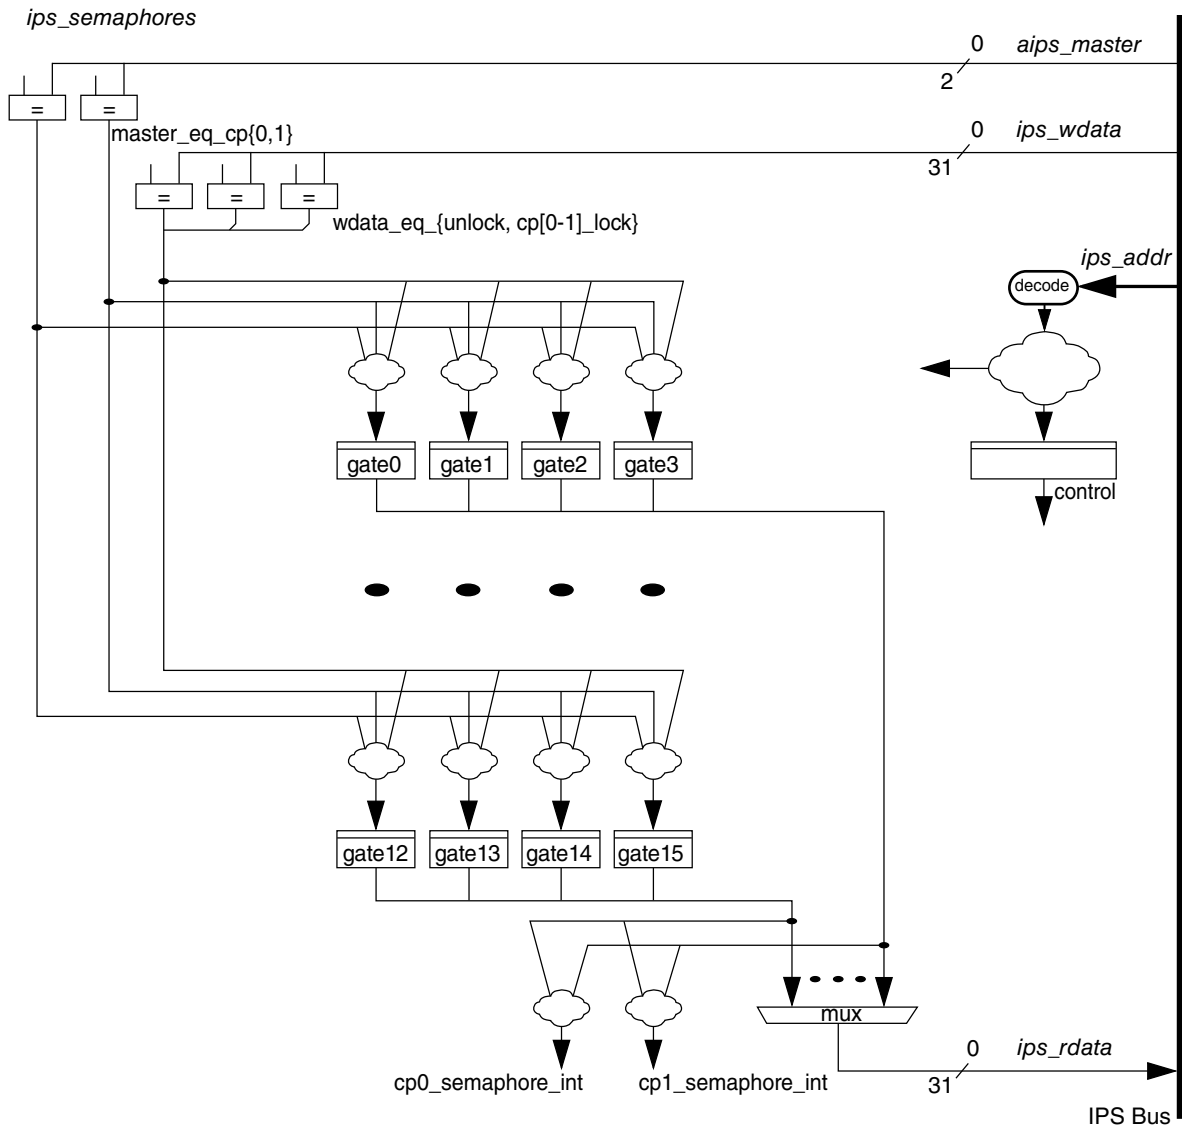 ips_semaphores
0 aips_master
2
= =
master_eq_cp{0,1}
0 ips_wdata
31
= = =
wdata_eq_{unlock, cp[0-1]_lock}
ips_addr
decode
gate0 gate1 gate2 gate3
control
gate12 gate13 gate14 gate15
mux
0 ips_rdata
31
cp0_semaphore_int cp1_semaphore_int
IPS Bus